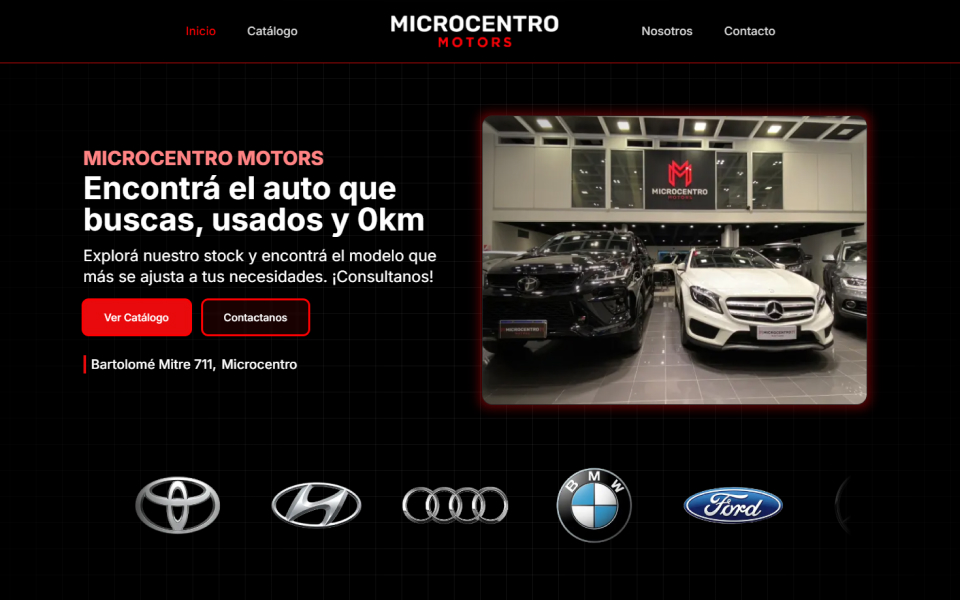 Inicio
Catálogo
MICROCENTRO
MOTORS
Nosotros
Contacto
MICROCENTRO MOTORS
Encontrá el auto que
buscas, usados y 0km
Explorá nuestro stock y encontrá el modelo que
más se ajusta a tus necesidades. ¡Consultanos!
Ver Catálogo
Contactanos
Bartolomé Mitre 711, Microcentro
MICROCENTRO
MOTORS
MICROCENTRO
BMW
Ford